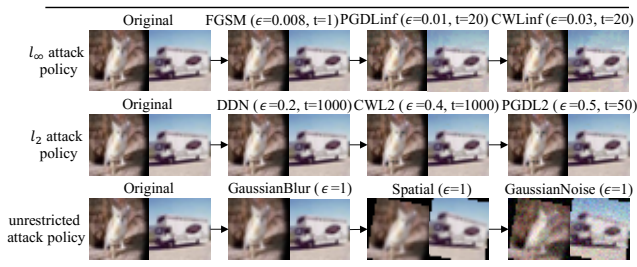 Original FGSM (ϵ=0.008, t=1) PGDLinf (ϵ=0.01, t=20) CWLinf (ϵ=0.03, t=20)
l∞ attack
policy
Original DDN (ϵ=0.2, t=1000) CWL2 (ϵ=0.4, t=1000) PGDL2 (ϵ=0.5, t=50)
l2 attack
policy
Original GaussianBlur (ϵ=1) Spatial (ϵ=1) GaussianNoise (ϵ=1)
unrestricted
attack policy